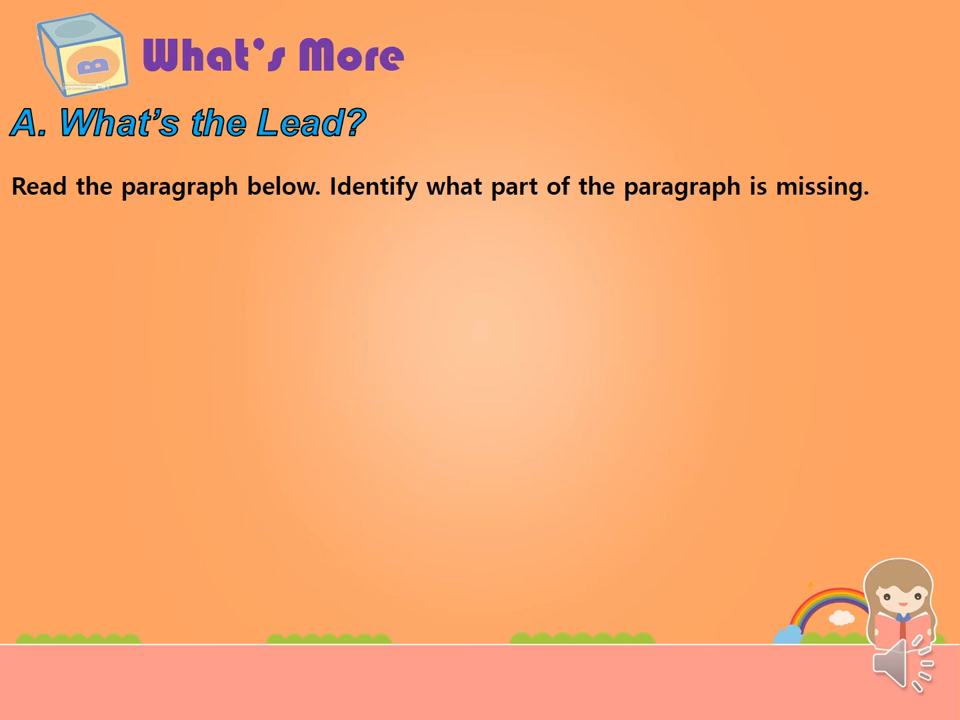 B
What's More
A. What's the Lead?
Read the paragraph below. Identify what part of the paragraph is missing.